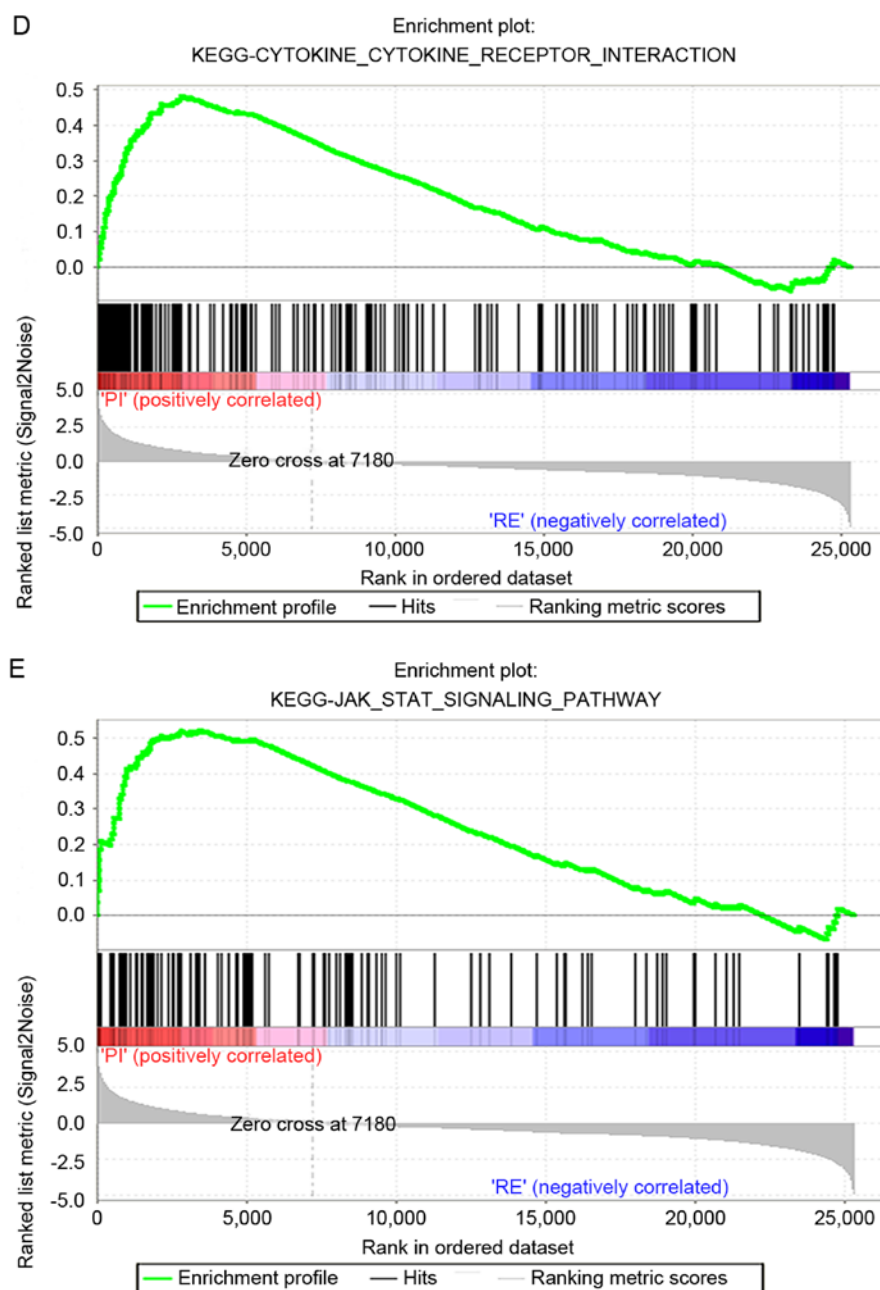 D
Enrichment plot:
KEGG-CYTOKINE_CYTOKINE_RECEPTOR_INTERACTION
0.5
0.4
0.3
0.2
0.1
0.0
5.0
'PI' (positively correlated)
2.5
0.0
Zero cross at 7180
-2.5
'RE' (negatively correlated)
-5.0
Ranked list metric (Signal2Noise)
0 5,000 10,000 15,000 20,000 25,000
Rank in ordered dataset
Enrichment profile Hits Ranking metric scores
E
Enrichment plot:
KEGG-JAK_STAT_SIGNALING_PATHWAY
0.5
0.4
0.3
0.2
0.1
0.0
5.0
'PI' (positively correlated)
2.5
0.0
Zero cross at 7180
-2.5
'RE' (negatively correlated)
-5.0
Ranked list metric (Signal2Noise)
0 5,000 10,000 15,000 20,000 25,000
Rank in ordered dataset
Enrichment profile Hits Ranking metric scores